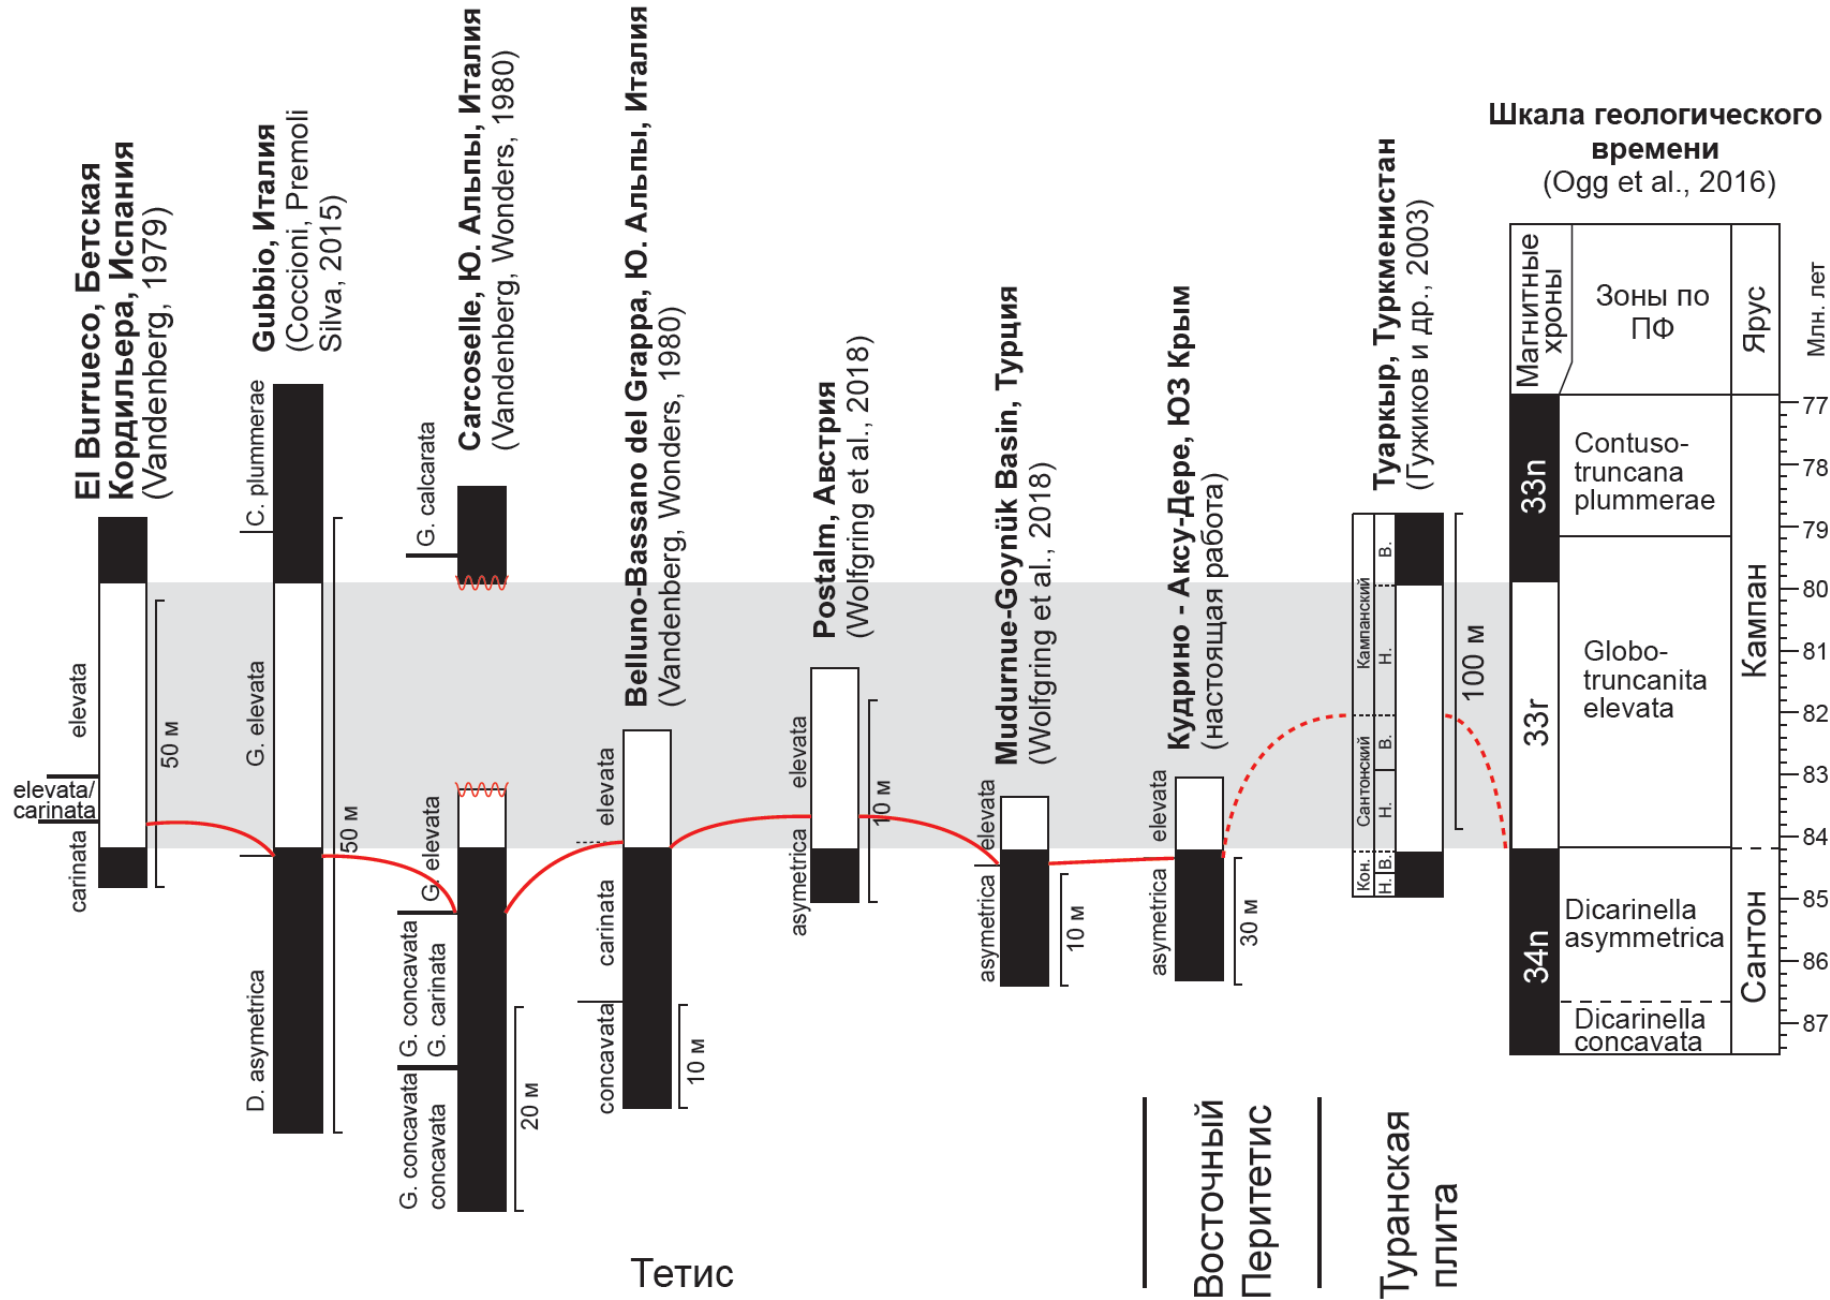 El Burrueco, Бетская
Кордильера, Испания
(Vandenberg, 1979)
elevata
elevata/
carinata
carinata
50 м
Gubbio, Италия
(Coccioni, Premoli
Silva, 2015)
C. plummerae
G. elevata
D. asymetrica
50 м
Carcoselle, Ю. Альпы, Италия
(Vandenberg, Wonders, 1980)
G. calcarata
G. elevata
G. concavata
G. carinata
G. concavata
concavata
20 м
Belluno-Bassano del Grappa, Ю. Альпы, Италия
(Vandenberg, Wonders, 1980)
elevata
carinata
concavata
10 м
Postalm, Австрия
(Wolfgring et al., 2018)
elevata
asymetrica
10 м
Mudurnue-Goynük Basin, Турция
(Wolfgring et al., 2018)
elevata
asymetrica
10 м
Кудрино - Аксу-Дере, ЮЗ Крым
(настоящая работа)
elevata
asymetrica
30 м
Туаркыр, Туркменистан
(Гужиков и др., 2003)
Кампанский
В.
Н.
Сантонский
В.
Н.
Кон.
В.
Н.
100 м
Шкала геологического
времени
(Ogg et al., 2016)
Магнитные
хроны
Зоны по
ПФ
Ярус
Млн. лет
33n
33r
34n
Contuso-
truncana
plummerae
Globo-
truncanita
elevata
Dicarinella
asymmetrica
Dicarinella
concavata
Кампан
Сантон
77
78
79
80
81
82
83
84
85
86
87
Тетис
Восточный
Перитетис
Туранская
плита